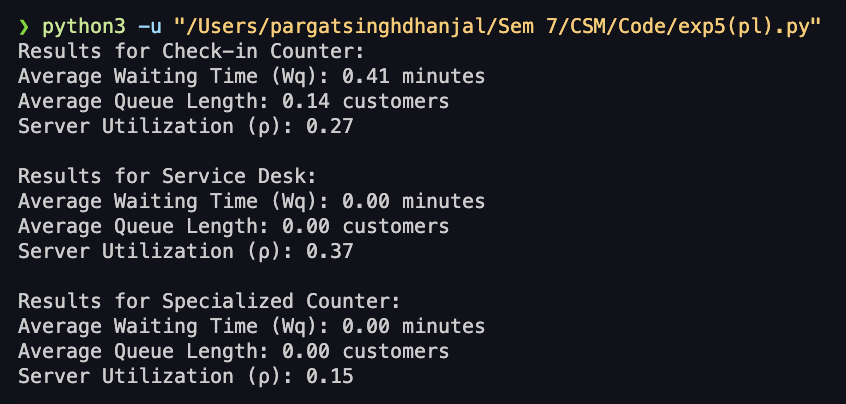 ❯ python3 -u "/Users/pargatsinghdhanjal/Sem 7/CSM/Code/exp5(pl).py"
Results for Check-in Counter:
Average Waiting Time (Wq): 0.41 minutes
Average Queue Length: 0.14 customers
Server Utilization (ρ): 0.27
Results for Service Desk:
Average Waiting Time (Wq): 0.00 minutes
Average Queue Length: 0.00 customers
Server Utilization (ρ): 0.37
Results for Specialized Counter:
Average Waiting Time (Wq): 0.00 minutes
Average Queue Length: 0.00 customers
Server Utilization (ρ): 0.15